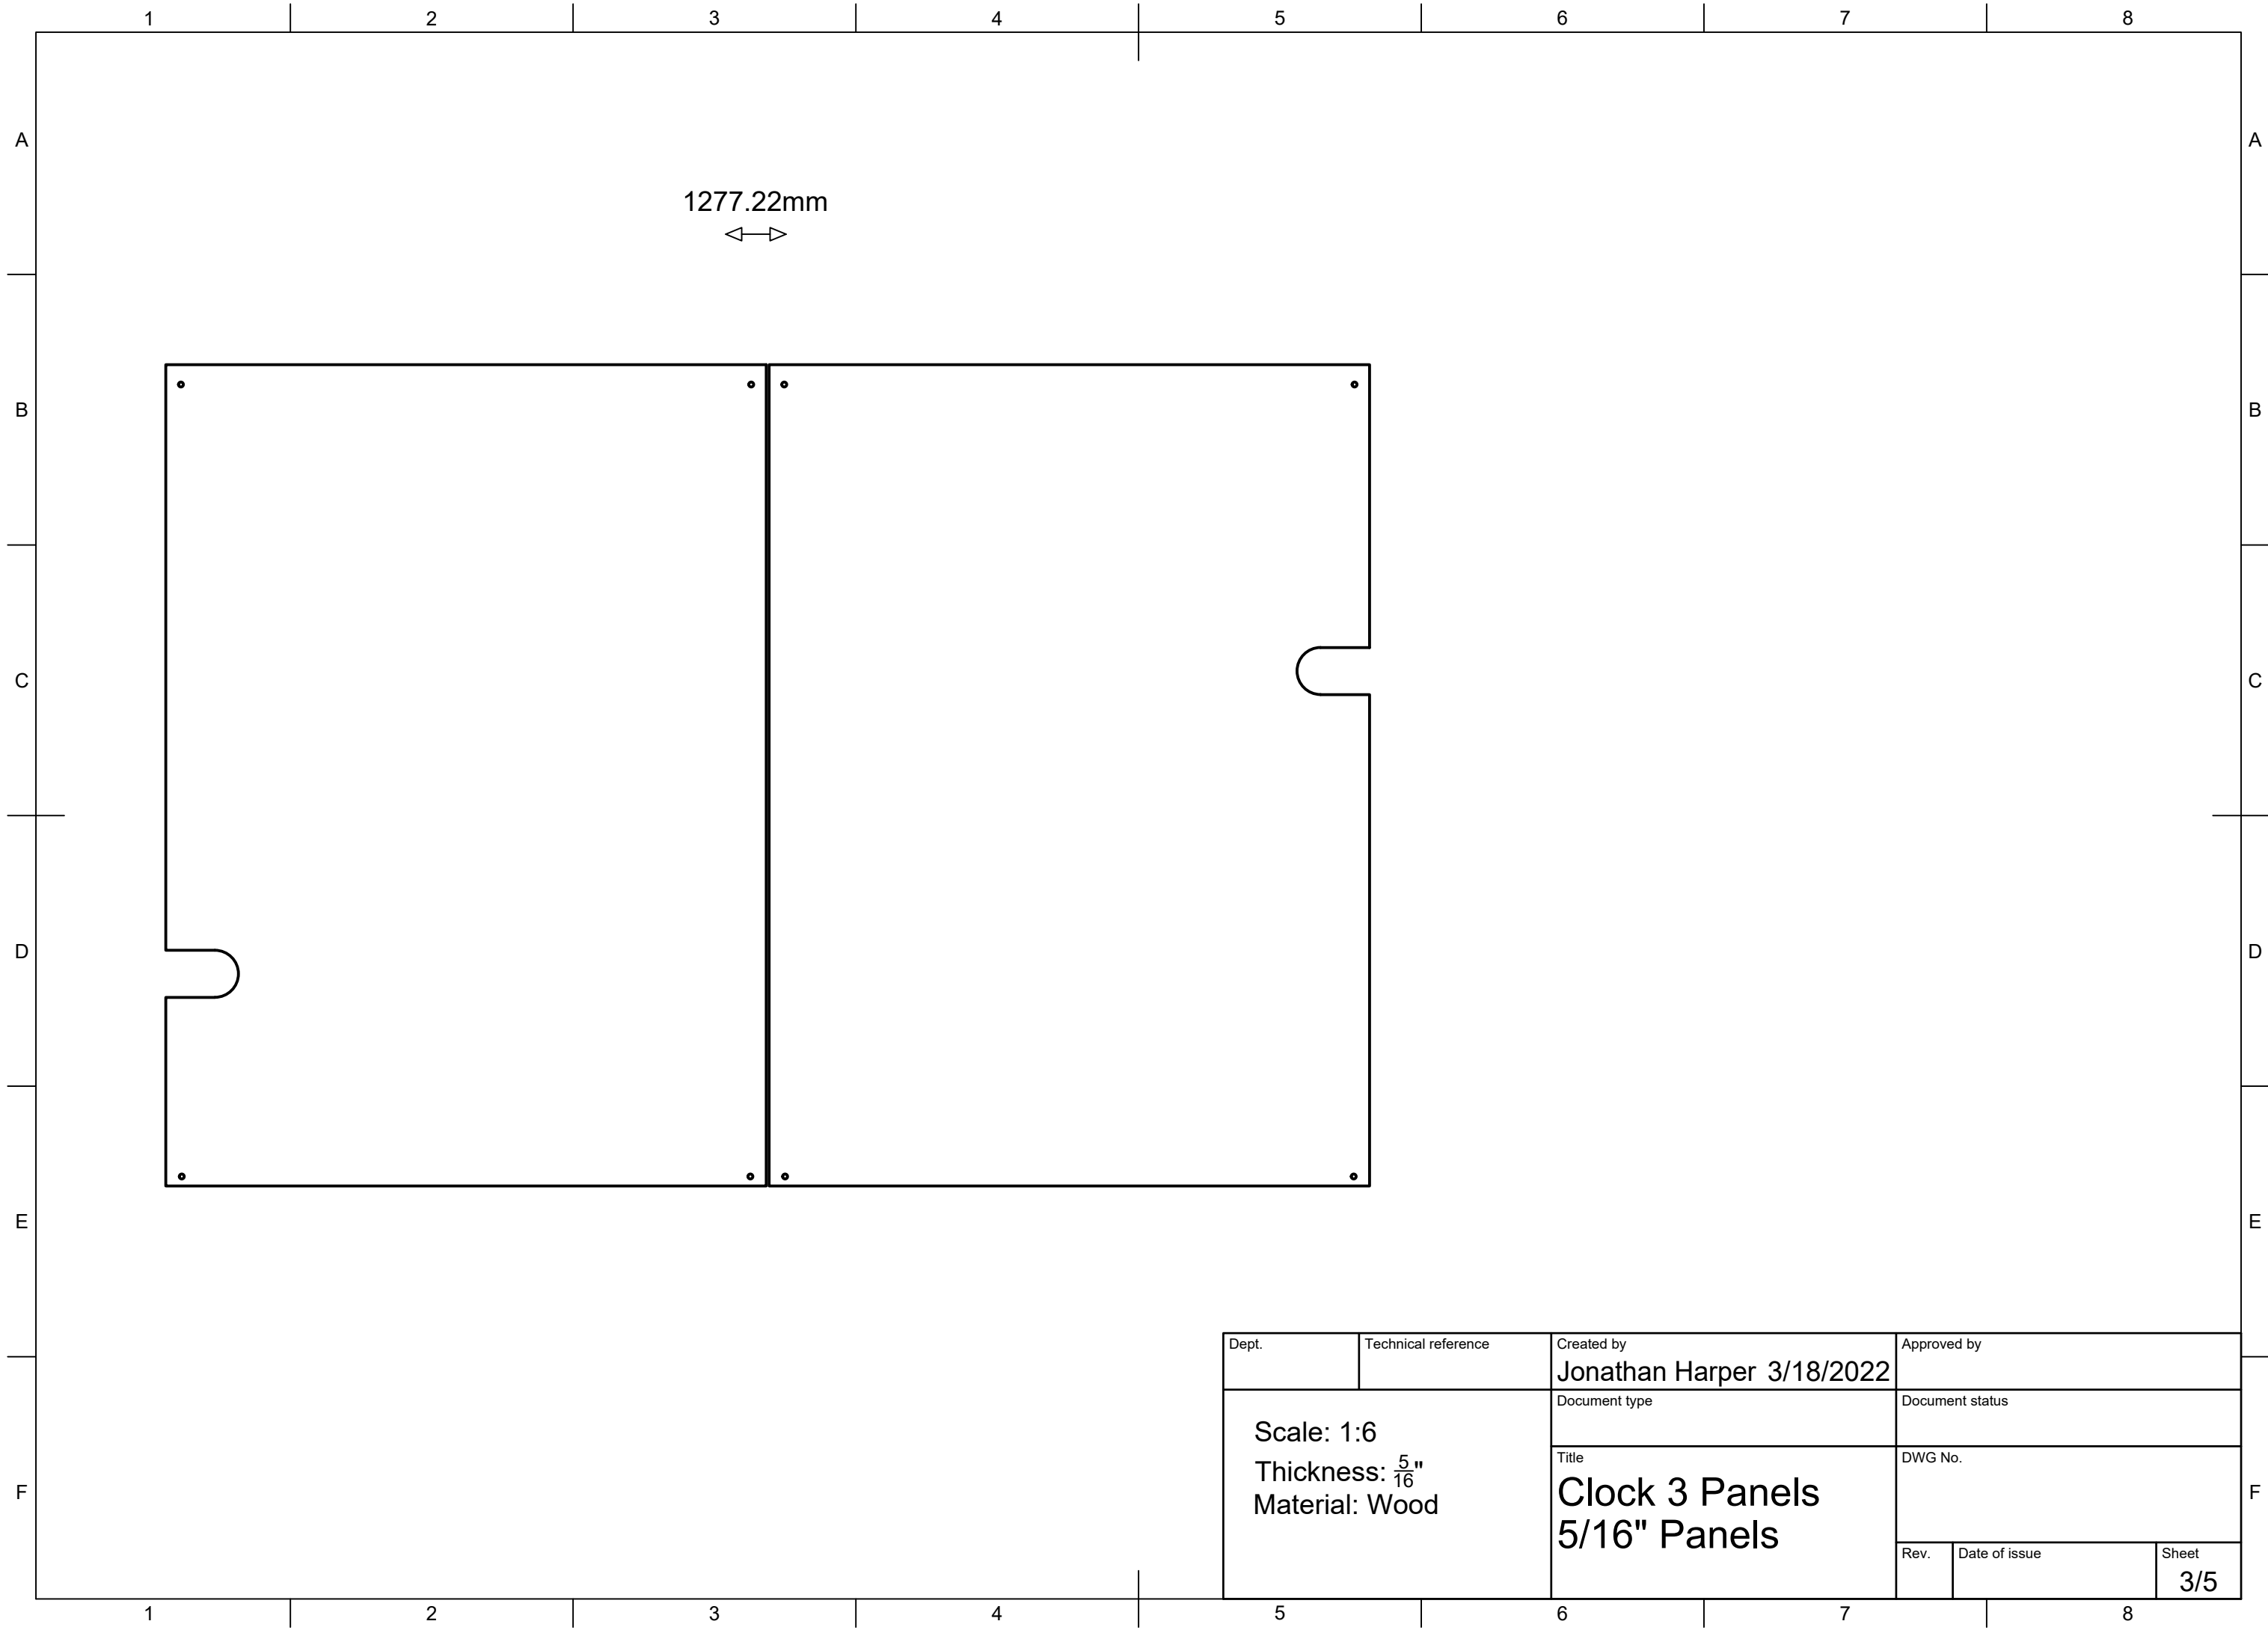 1 2 3 4 5 6 7 8
A A
1277.22mm
B B
C C
D D
E E
Dept. Technical reference Created by Approved by
Jonathan Harper 3/18/2022
Document type Document status
Scale: 1:6
Title DWG No.
Thickness: 5/16"
Clock 3 Panels
F F
Material: Wood
5/16" Panels
Rev. Date of issue Sheet
3/5
1 2 3 4 5 6 7 8